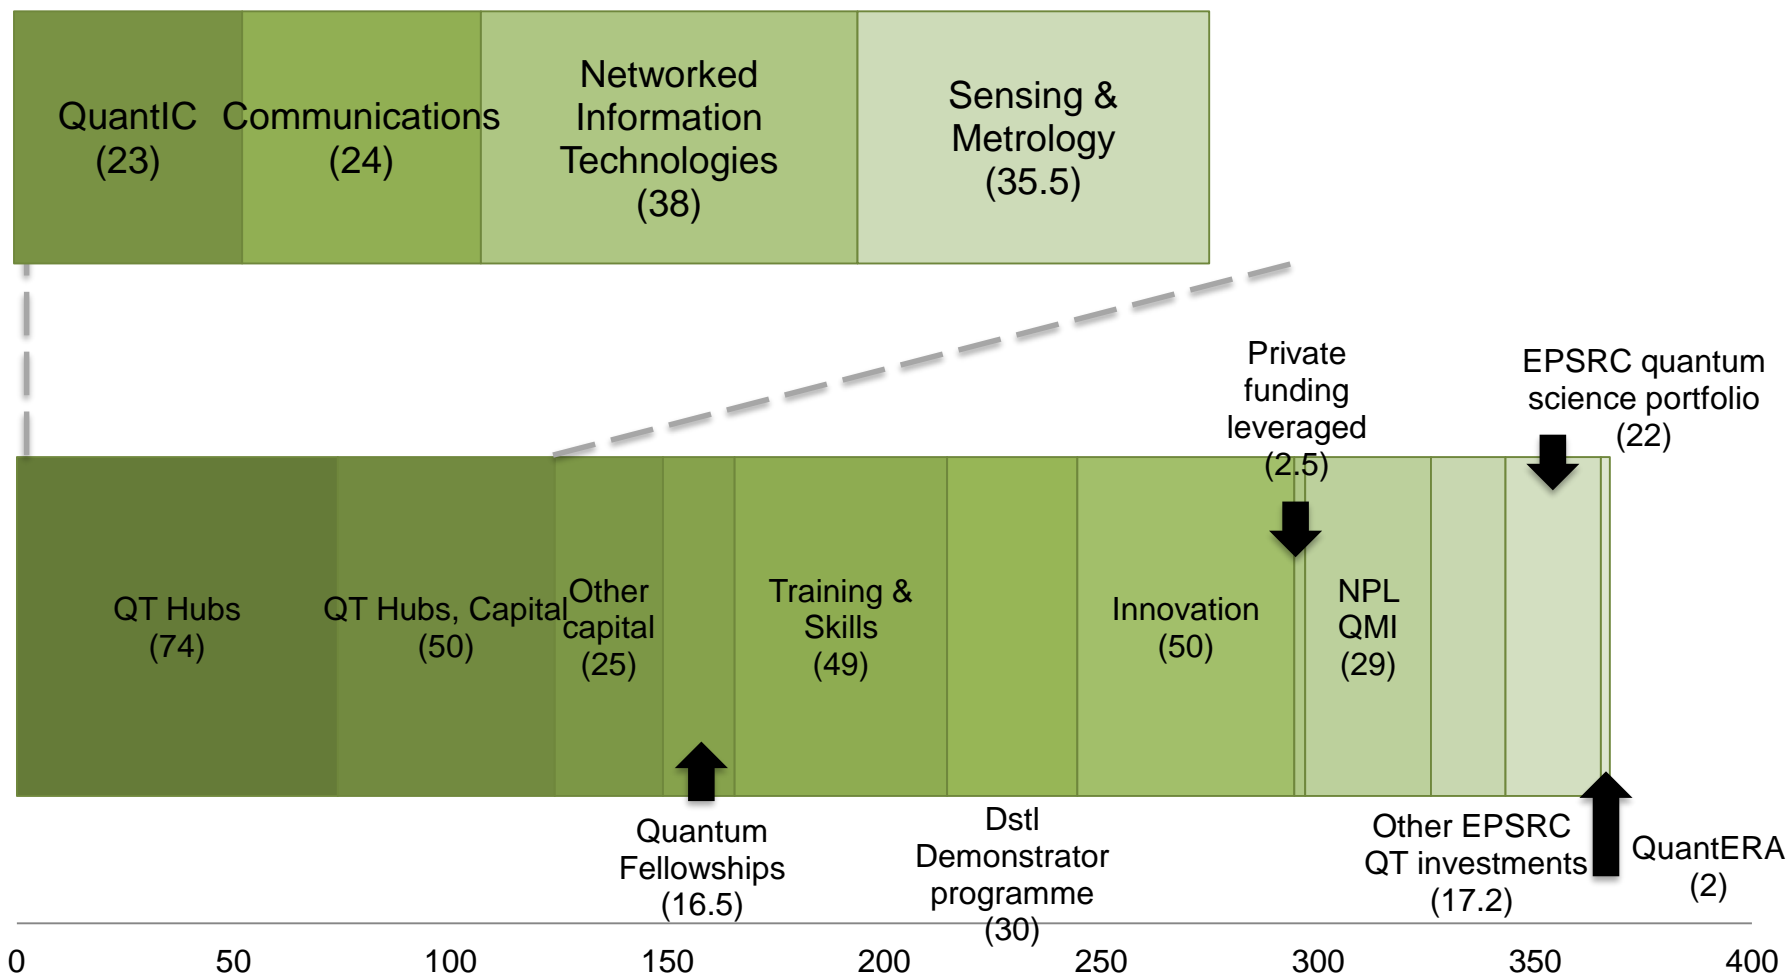 QuantIC
(23)
Communications
(24)
Networked
Information
Technologies
(38)
Sensing &
Metrology
(35.5)
Private
funding
leveraged
(2.5)
EPSRC quantum
science portfolio
(22)
QT Hubs
(74)
QT Hubs, Capital
(50)
Other
capital
(25)
Training &
Skills
(49)
Innovation
(50)
NPL
QMI
(29)
Quantum
Fellowships
(16.5)
Dstl
Demonstrator
programme
(30)
Other EPSRC
QT investments
(17.2)
QuantERA
(2)
0 50 100 150 200 250 300 350 400